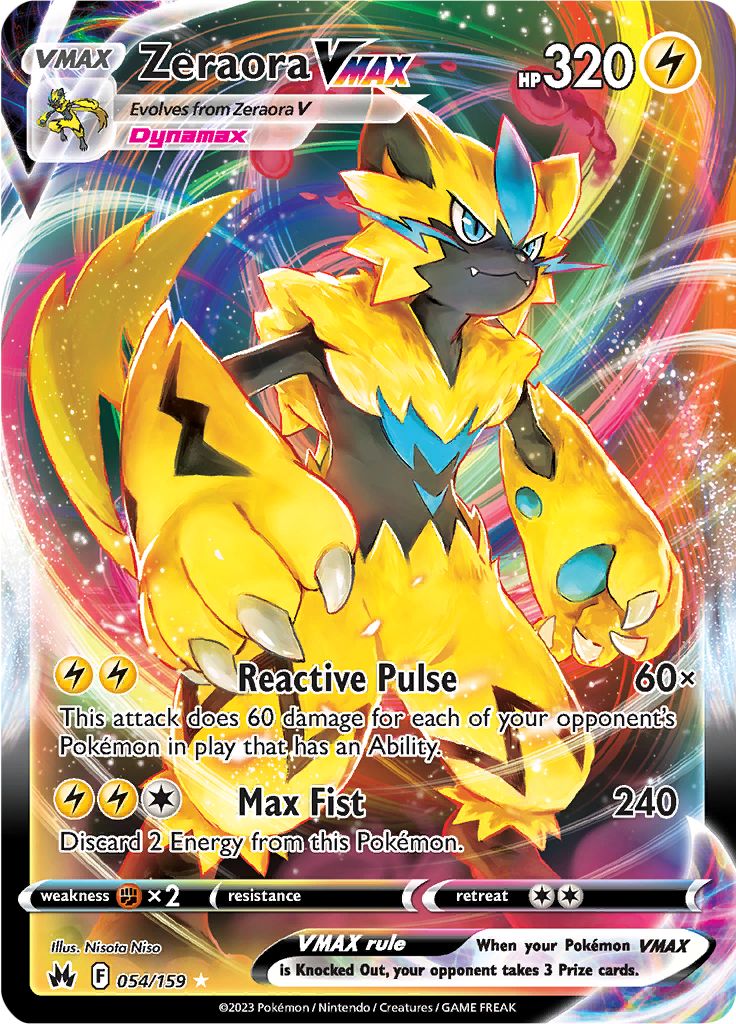 VMAX
Zeraora VMAX
HP 320
Evolves from Zeraora V
Dynamax
Reactive Pulse 60×
This attack does 60 damage for each of your opponent's
Pokémon in play that has an Ability.
Max Fist 240
Discard 2 Energy from this Pokémon.
weakness ×2 resistance retreat
Illus. Nisota Niso
VMAX rule When your Pokémon VMAX
is Knocked Out, your opponent takes 3 Prize cards.
F 054/159
©2023 Pokémon / Nintendo / Creatures / GAME FREAK